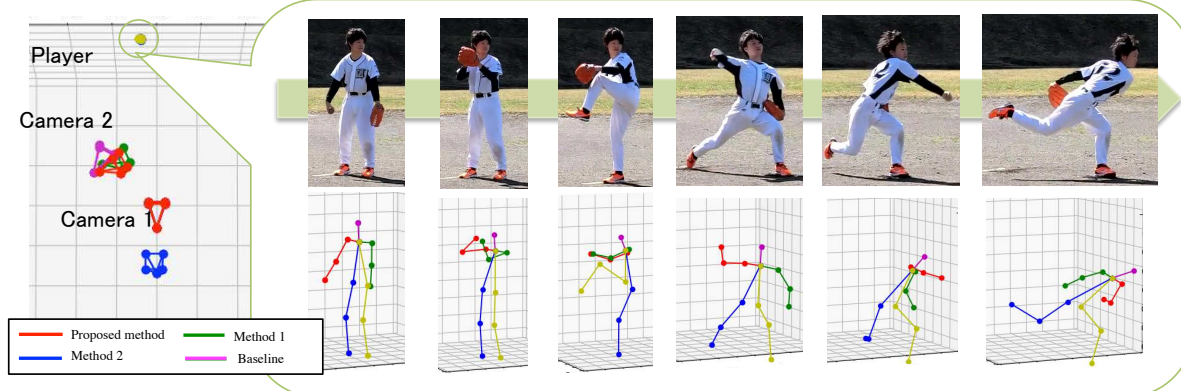 Player
Camera 2
Camera 1
Proposed method
Method 1
Method 2
Baseline